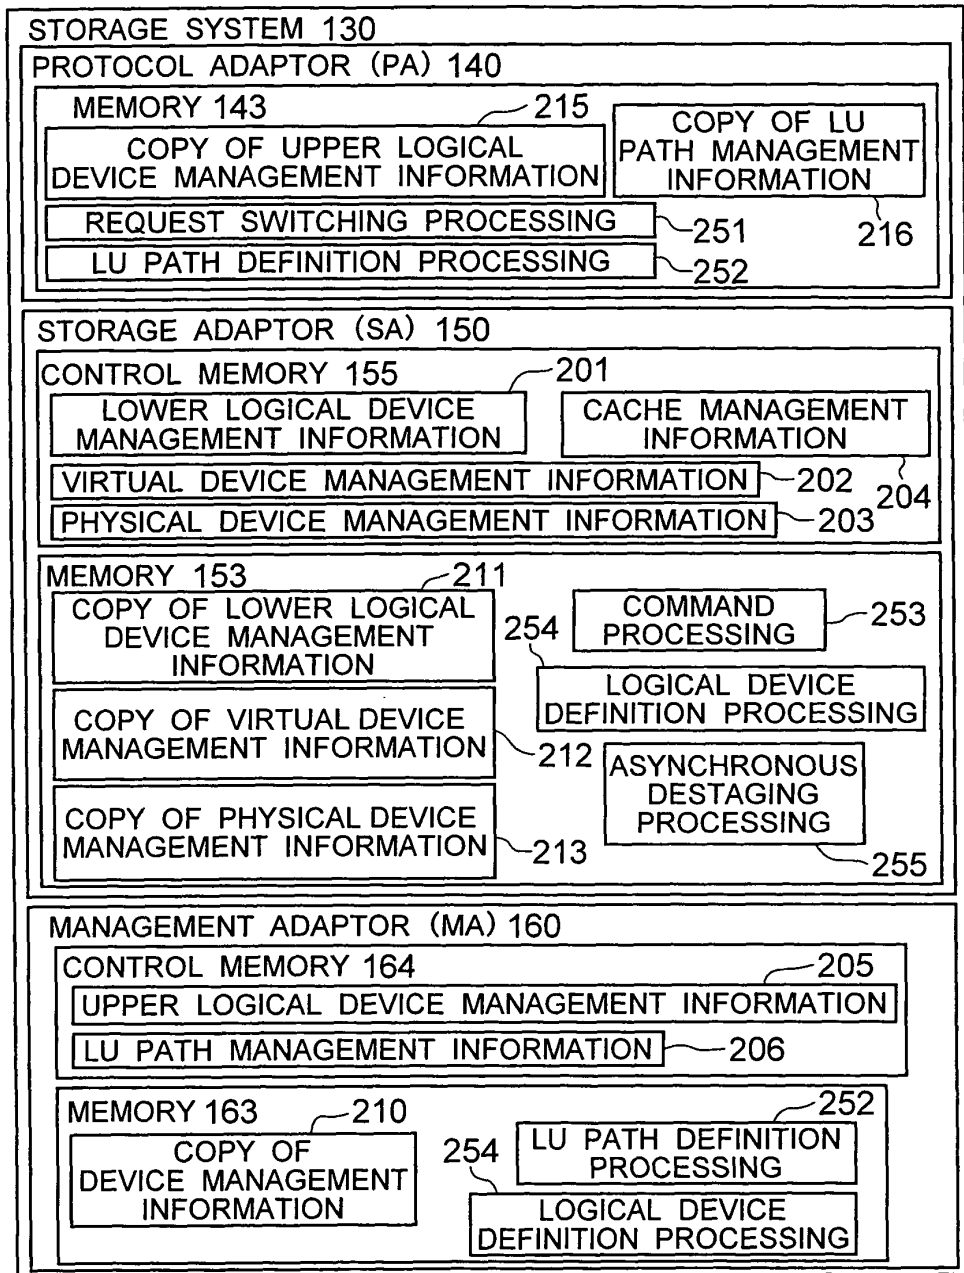 STORAGE SYSTEM 130
PROTOCOL ADAPTOR (PA) 140
MEMORY 143
215
COPY OF UPPER LOGICAL
DEVICE MANAGEMENT INFORMATION
COPY OF LU
PATH MANAGEMENT
INFORMATION
216
REQUEST SWITCHING PROCESSING
251
LU PATH DEFINITION PROCESSING
252
STORAGE ADAPTOR (SA) 150
CONTROL MEMORY 155
201
LOWER LOGICAL DEVICE
MANAGEMENT INFORMATION
CACHE MANAGEMENT
INFORMATION
204
VIRTUAL DEVICE MANAGEMENT INFORMATION
202
PHYSICAL DEVICE MANAGEMENT INFORMATION
203
MEMORY 153
211
COPY OF LOWER LOGICAL
DEVICE MANAGEMENT
INFORMATION
COMMAND
PROCESSING
253
254
LOGICAL DEVICE
DEFINITION PROCESSING
COPY OF VIRTUAL DEVICE
MANAGEMENT INFORMATION
212
ASYNCHRONOUS
DESTAGING
PROCESSING
255
COPY OF PHYSICAL DEVICE
MANAGEMENT INFORMATION
213
MANAGEMENT ADAPTOR (MA) 160
CONTROL MEMORY 164
205
UPPER LOGICAL DEVICE MANAGEMENT INFORMATION
LU PATH MANAGEMENT INFORMATION
206
MEMORY 163
210
COPY OF
DEVICE MANAGEMENT
INFORMATION
252
LU PATH DEFINITION
PROCESSING
254
LOGICAL DEVICE
DEFINITION PROCESSING